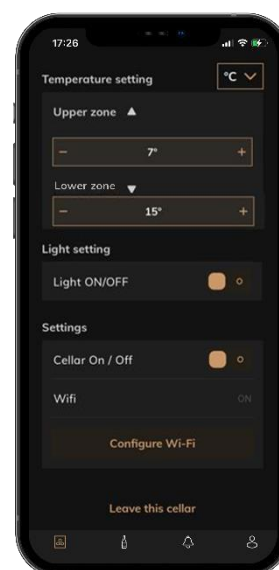 17:26
Temperature setting °C
Upper zone ▲
− 7° +
Lower zone ▼
− 15° +
Light setting
Light ON/OFF
Settings
Cellar On / Off
Wifi ON
Configure Wi-Fi
Leave this cellar